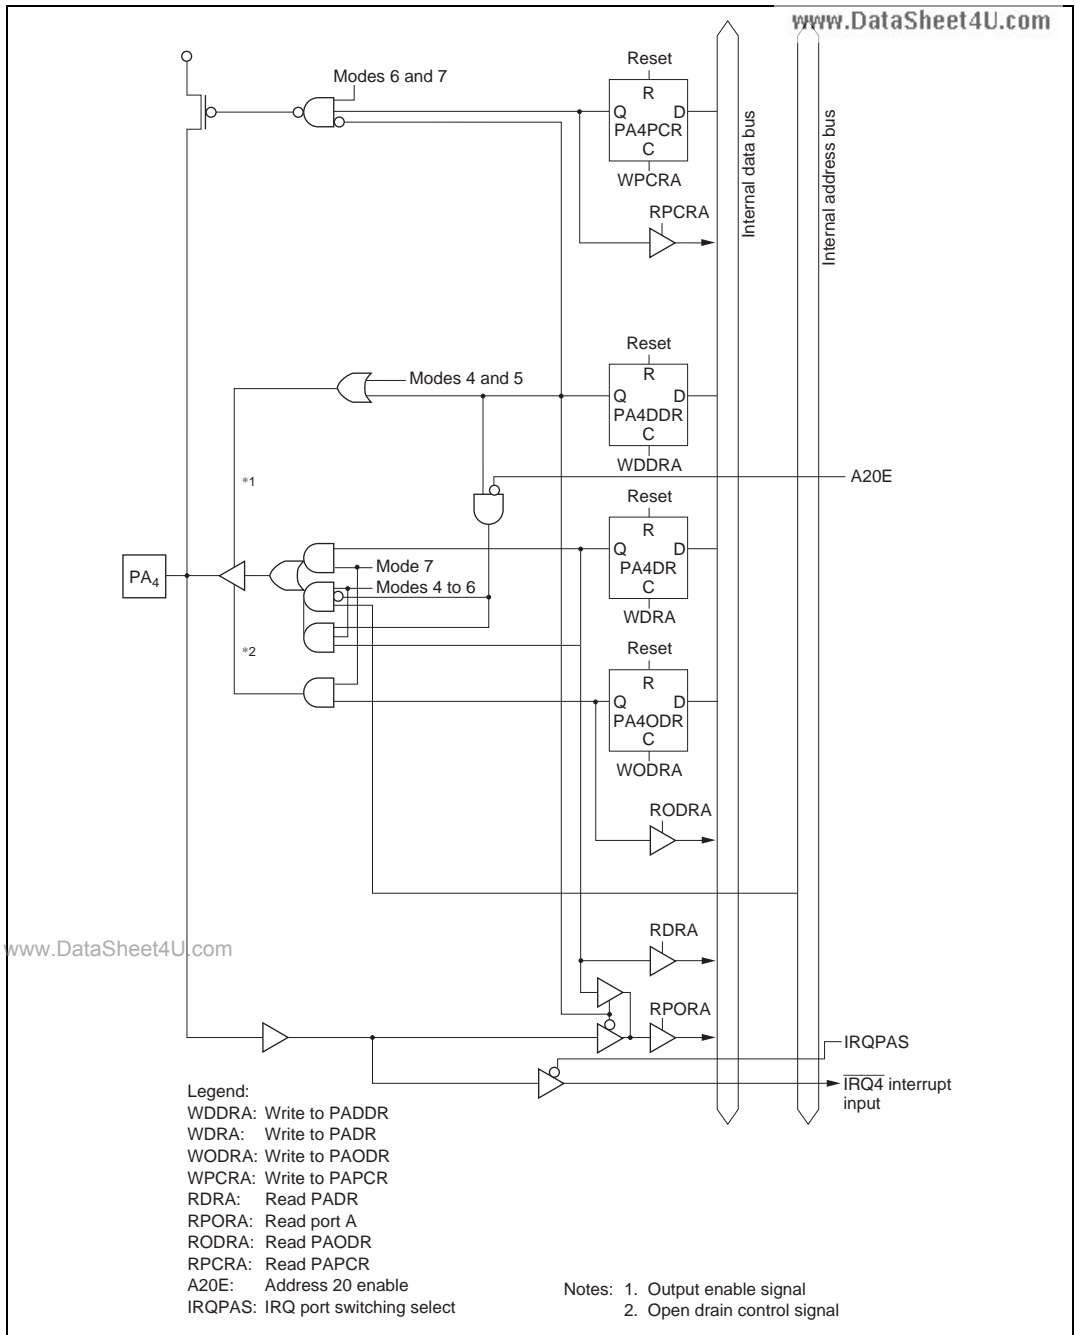 www.DataSheet4U.com
Reset
Modes 6 and 7
R
Q D
PA4PCR
C
WPCRA
RPCRA
Internal data bus
Internal address bus
Reset
R
Modes 4 and 5
Q D
PA4DDR
C
WDDRA
*1
A20E
Reset
R
Q D
PA4DR
C
WDRA
Mode 7
PA4
Modes 4 to 6
*2
Reset
R
Q D
PA4ODR
C
WODRA
RODRA
www.DataSheet4U.com
RDRA
RPORA
IRQPAS
IRQ4 interrupt
input
Legend:
WDDRA: Write to PADDR
WDRA: Write to PADR
WODRA: Write to PAODR
WPCRA: Write to PAPCR
RDRA: Read PADR
RPORA: Read port A
RODRA: Read PAODR
RPCRA: Read PAPCR
A20E: Address 20 enable
IRQPAS: IRQ port switching select
Notes: 1. Output enable signal
2. Open drain control signal